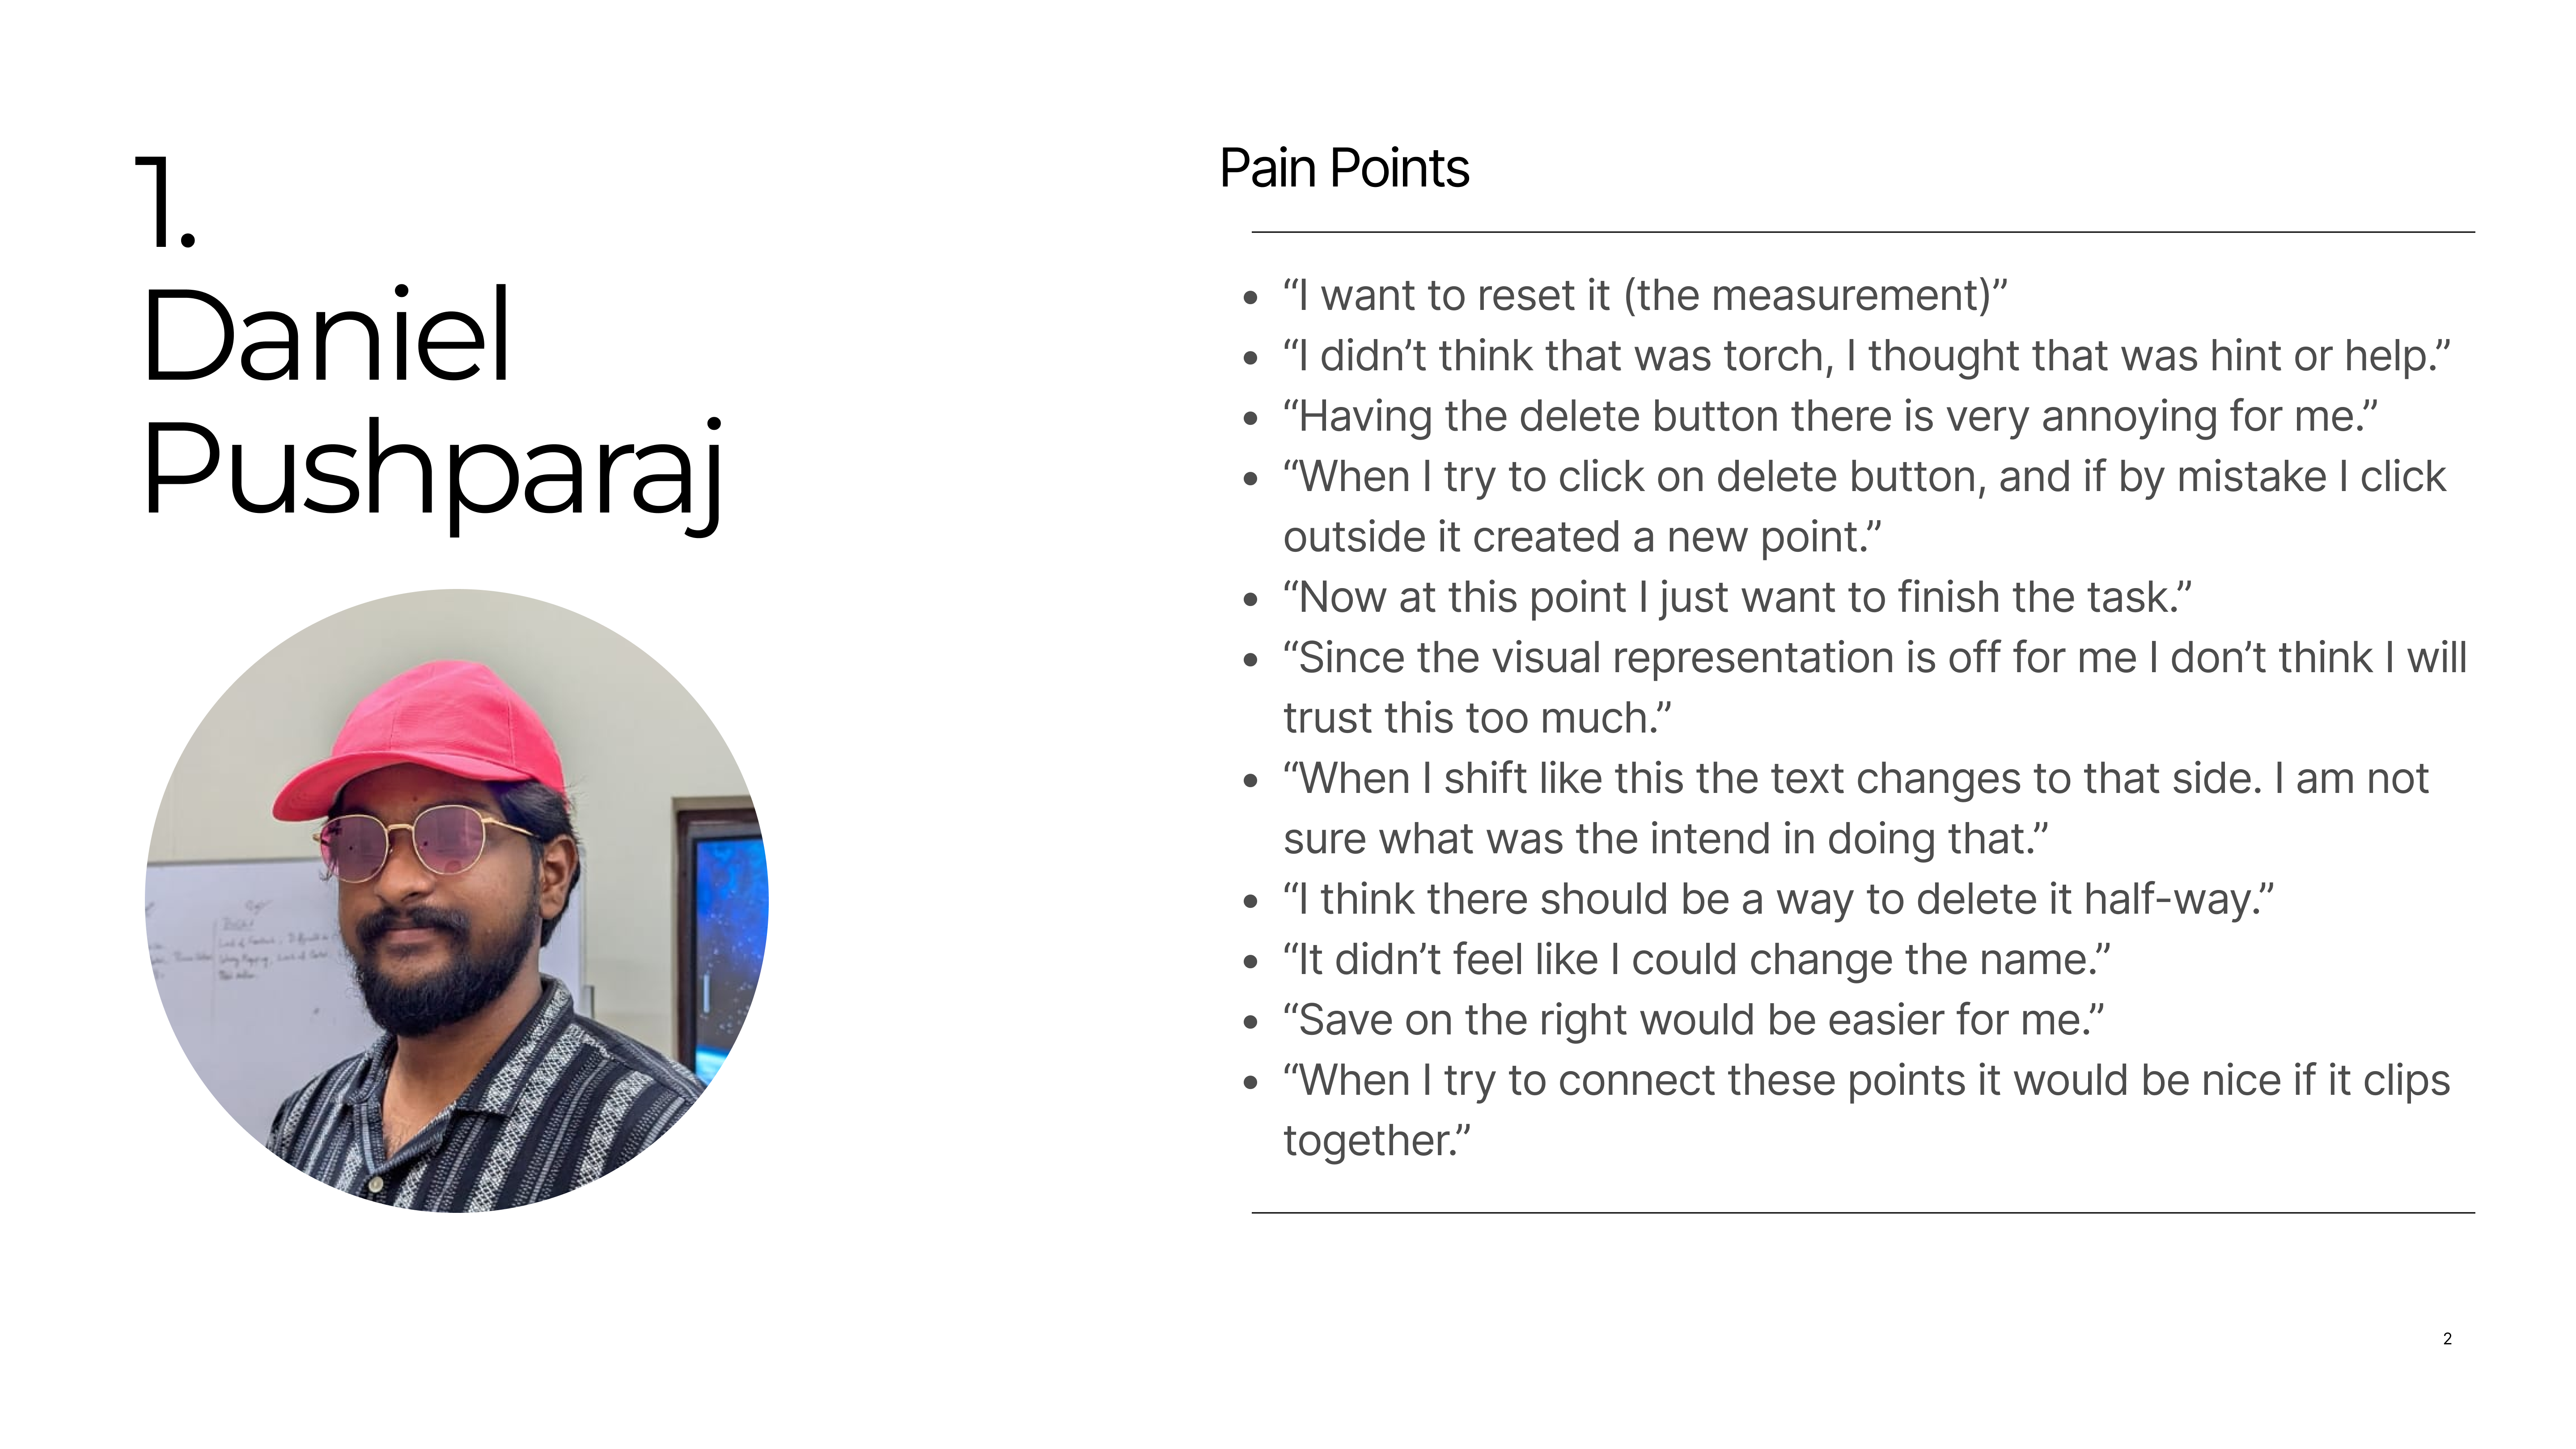 1.
Daniel
Pushparaj
Pain Points
• “I want to reset it (the measurement)”
• “I didn’t think that was torch, I thought that was hint or help.”
• “Having the delete button there is very annoying for me.”
• “When I try to click on delete button, and if by mistake I click
outside it created a new point.”
• “Now at this point I just want to finish the task.”
• “Since the visual representation is off for me I don’t think I will
trust this too much.”
• “When I shift like this the text changes to that side. I am not
sure what was the intend in doing that.”
• “I think there should be a way to delete it half-way.”
• “It didn’t feel like I could change the name.”
• “Save on the right would be easier for me.”
• “When I try to connect these points it would be nice if it clips
together.”
2